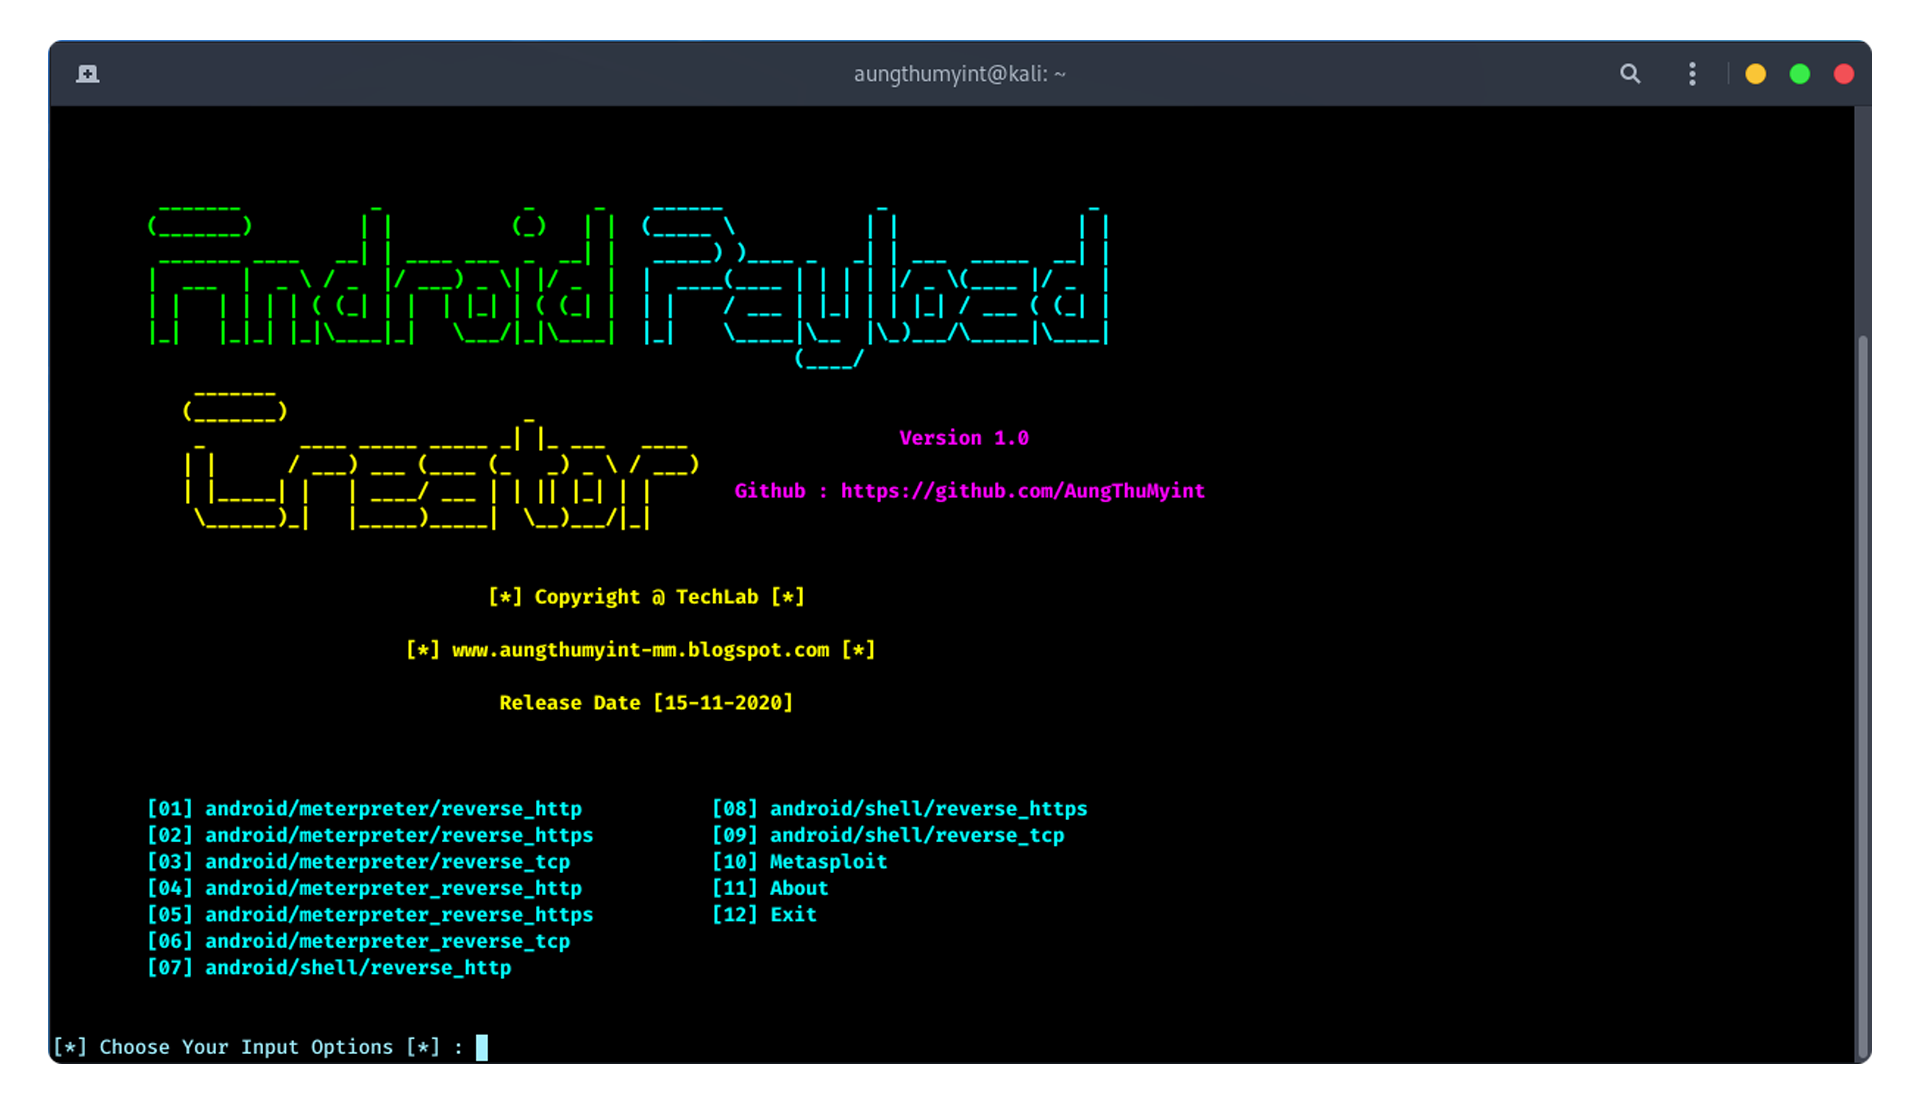 aungthumyint@kali: ~
Android Payload
Creator
Version 1.0
Github : https://github.com/AungThuMyint
[*] Copyright @ TechLab [*]
[*] www.aungthumyint-mm.blogspot.com [*]
Release Date [15-11-2020]
[01] android/meterpreter/reverse_http
[02] android/meterpreter/reverse_https
[03] android/meterpreter/reverse_tcp
[04] android/meterpreter_reverse_http
[05] android/meterpreter_reverse_https
[06] android/meterpreter_reverse_tcp
[07] android/shell/reverse_http
[08] android/shell/reverse_https
[09] android/shell/reverse_tcp
[10] Metasploit
[11] About
[12] Exit
[*] Choose Your Input Options [*] :